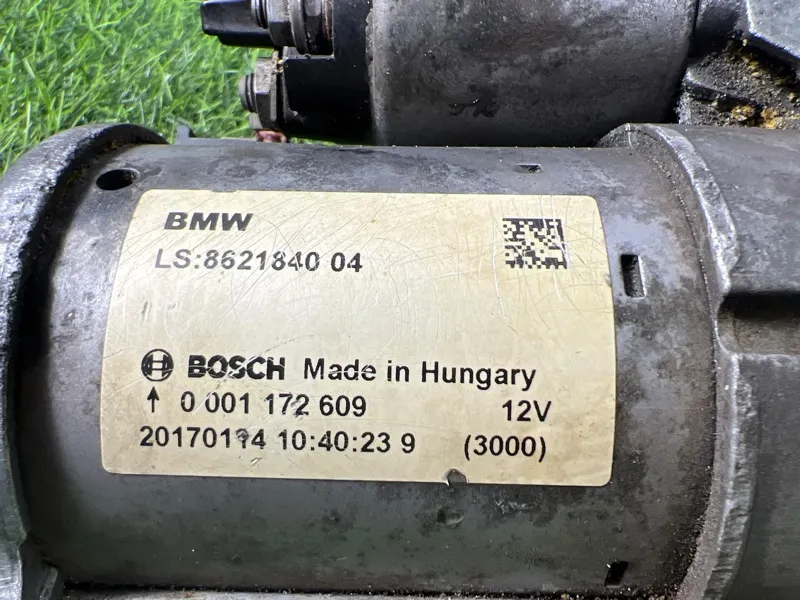 BMW
LS:8621840 04
BOSCH Made in Hungary
↑ 0 001 172 609 12V
20170114 10:40:23 9 (3000)